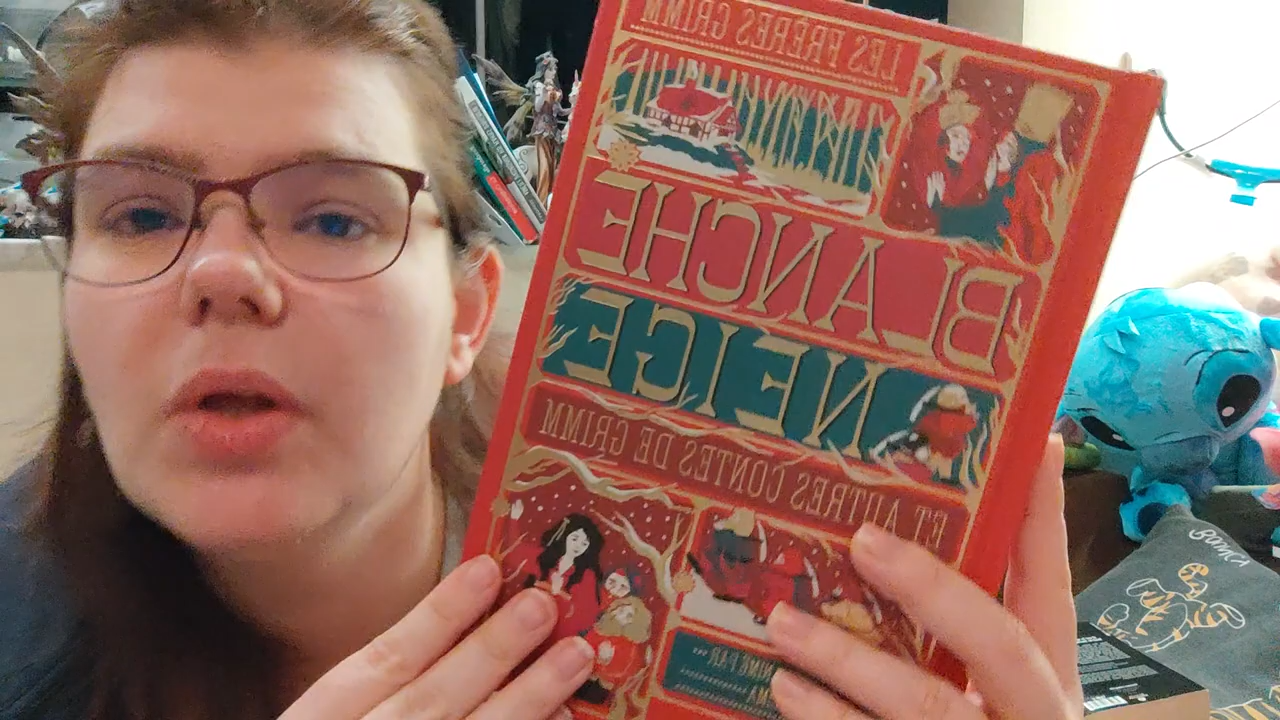 LES FRÈRES GRIMM
BLANCHE
NEIGE
ET AUTRES CONTES DE GRIMM